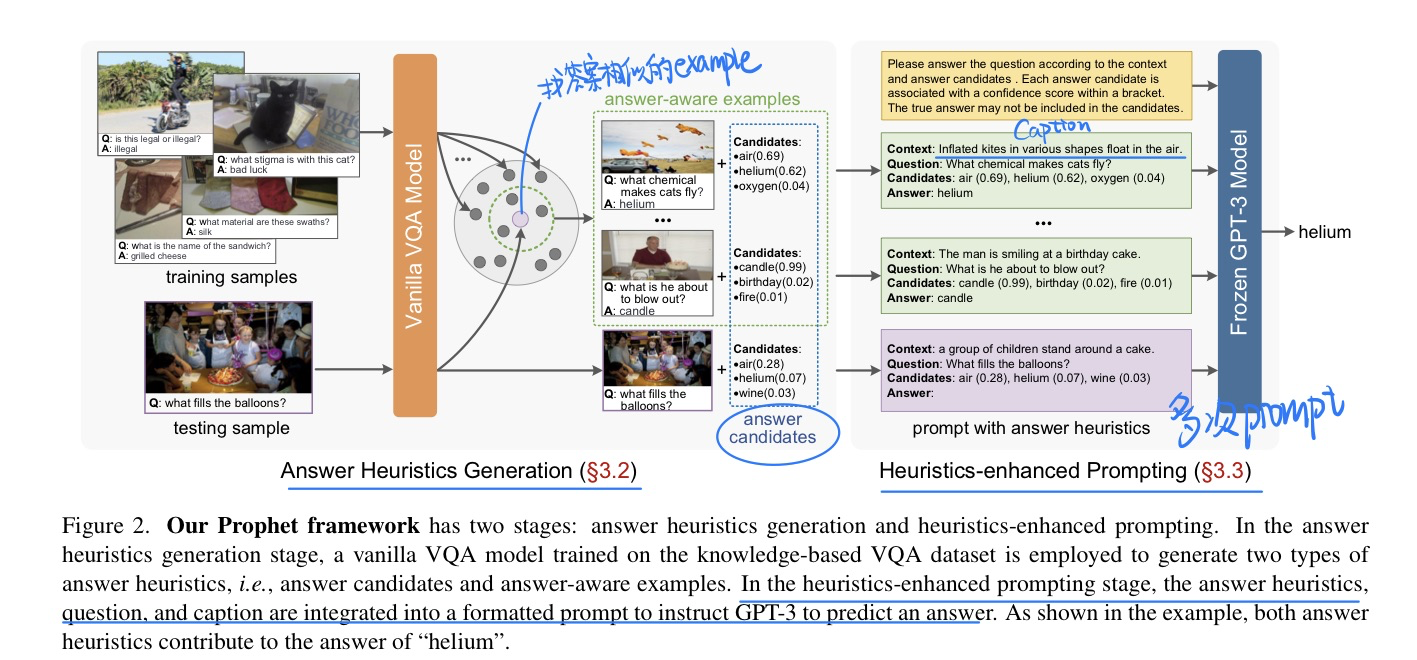 Q: is this legal or illegal?
A: illegal
Q: what stigma is with this cat?
A: bad luck
Q: what material are these swaths?
A: silk
Q: what is the name of the sandwich?
A: grilled cheese
training samples
Q: what fills the balloons?
testing sample
Vanilla VQA Model
找答案相似的example
answer-aware examples
Q: what chemical
makes cats fly?
A: helium
+
Candidates:
•air(0.69)
•helium(0.62)
•oxygen(0.04)
Q: what is he about
to blow out?
A: candle
+
Candidates:
•candle(0.99)
•birthday(0.02)
•fire(0.01)
Q: what fills the
balloons?
+
Candidates:
•air(0.28)
•helium(0.07)
•wine(0.03)
answer
candidates
Answer Heuristics Generation (§3.2)
Please answer the question according to the context
and answer candidates . Each answer candidate is
associated with a confidence score within a bracket.
The true answer may not be included in the candidates.
Caption
Context: Inflated kites in various shapes float in the air.
Question: What chemical makes cats fly?
Candidates: air (0.69), helium (0.62), oxygen (0.04)
Answer: helium
Context: The man is smiling at a birthday cake.
Question: What is he about to blow out?
Candidates: candle (0.99), birthday (0.02), fire (0.01)
Answer: candle
Context: a group of children stand around a cake.
Question: What fills the balloons?
Candidates: air (0.28), helium (0.07), wine (0.03)
Answer:
prompt with answer heuristics
多次prompt
Frozen GPT-3 Model
helium
Heuristics-enhanced Prompting (§3.3)
Figure 2. Our Prophet framework has two stages: answer heuristics generation and heuristics-enhanced prompting. In the answer
heuristics generation stage, a vanilla VQA model trained on the knowledge-based VQA dataset is employed to generate two types of
answer heuristics, i.e., answer candidates and answer-aware examples. In the heuristics-enhanced prompting stage, the answer heuristics,
question, and caption are integrated into a formatted prompt to instruct GPT-3 to predict an answer. As shown in the example, both answer
heuristics contribute to the answer of “helium”.